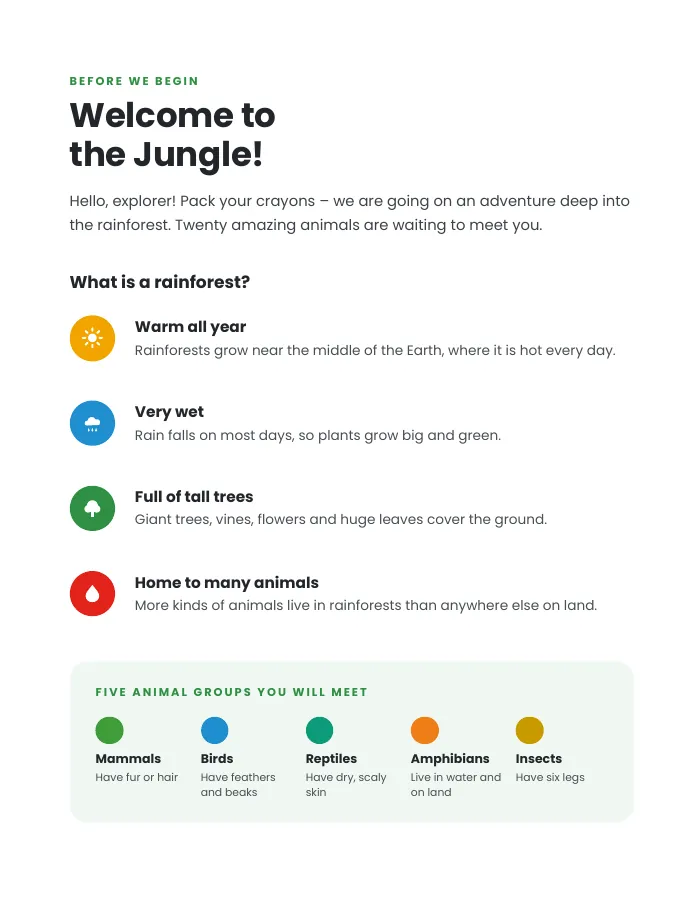 BEFORE WE BEGIN
Welcome to
the Jungle!
Hello, explorer! Pack your crayons – we are going on an adventure deep into
the rainforest. Twenty amazing animals are waiting to meet you.
What is a rainforest?
Warm all year
Rainforests grow near the middle of the Earth, where it is hot every day.
Very wet
Rain falls on most days, so plants grow big and green.
Full of tall trees
Giant trees, vines, flowers and huge leaves cover the ground.
Home to many animals
More kinds of animals live in rainforests than anywhere else on land.
FIVE ANIMAL GROUPS YOU WILL MEET
Mammals
Have fur or hair
Birds
Have feathers
and beaks
Reptiles
Have dry, scaly
skin
Amphibians
Live in water and
on land
Insects
Have six legs